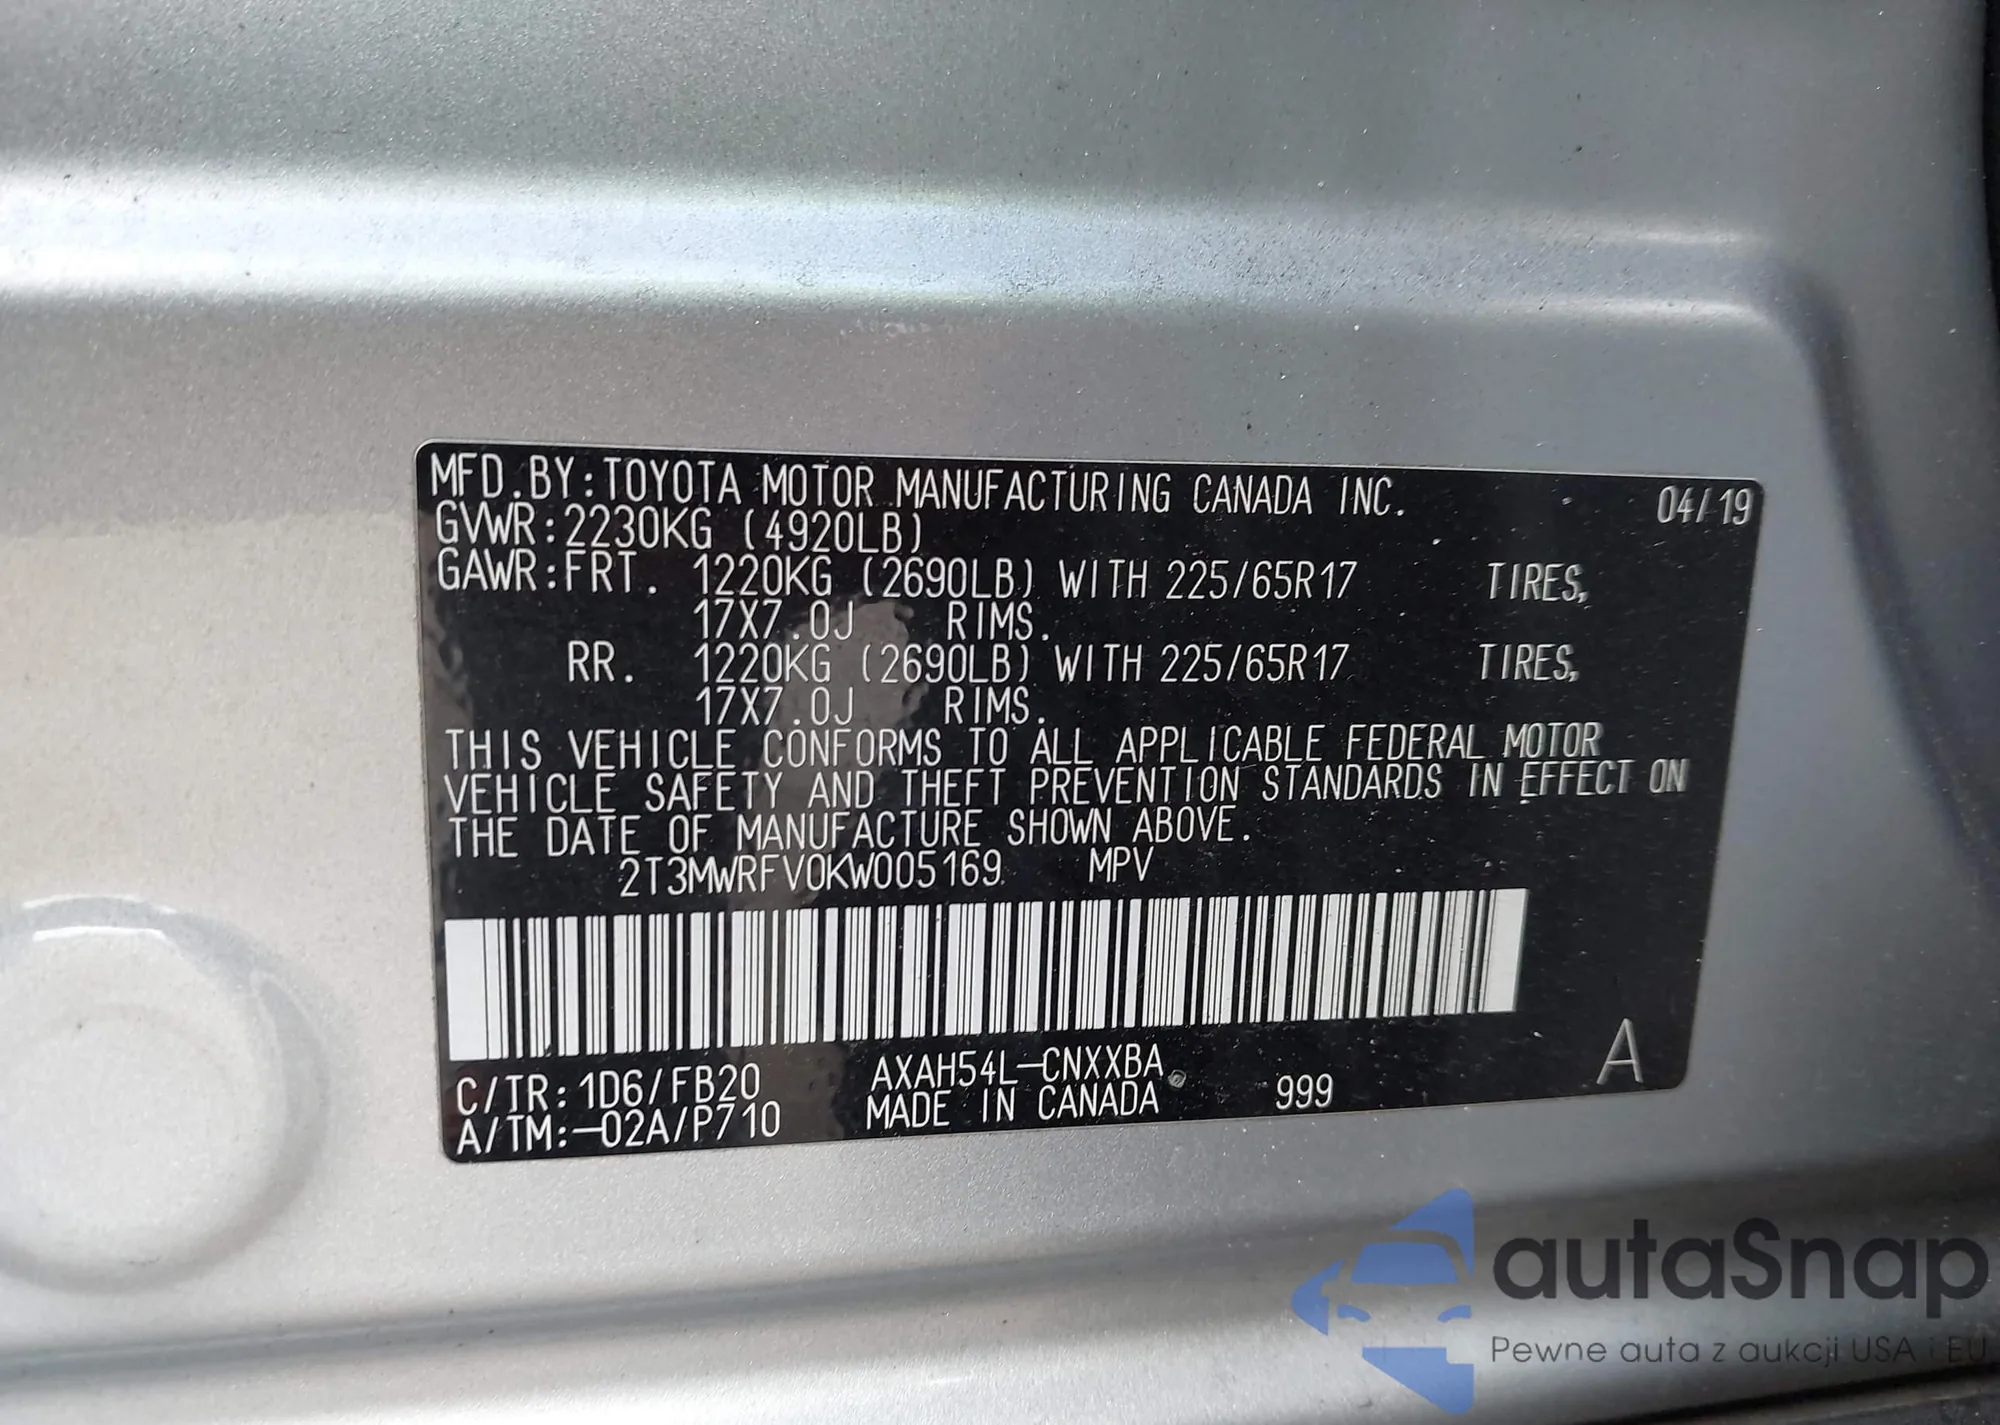 MFD.BY:TOYOTA MOTOR MANUFACTURING CANADA INC. 04/19
GVWR:2230KG (4920LB)
GAWR:FRT. 1220KG (2690LB) WITH 225/65R17 TIRES,
17X7.0J RIMS.
RR. 1220KG (2690LB) WITH 225/65R17 TIRES,
17X7.0J RIMS.
THIS VEHICLE CONFORMS TO ALL APPLICABLE FEDERAL MOTOR
VEHICLE SAFETY AND THEFT PREVENTION STANDARDS IN EFFECT ON
THE DATE OF MANUFACTURE SHOWN ABOVE.
2T3MWRFV0KW005169 MPV
C/TR:1D6/FB20 AXAH54L-CNXXBA
A/TM:-02A/P710 MADE IN CANADA 999 A
autaSnap
Pewne auta z aukcji USA i EU